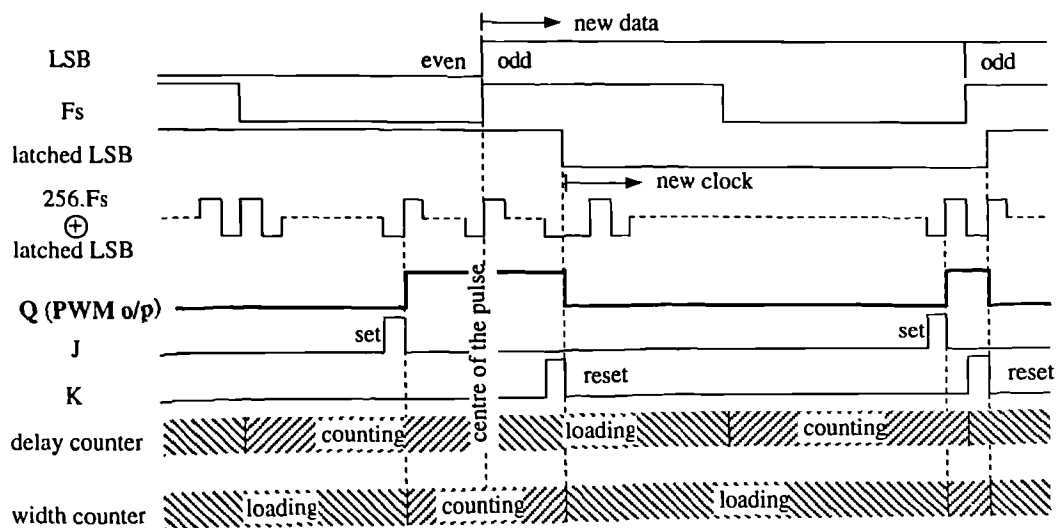 new data
LSB even odd odd
Fs
latched LSB
new clock
256.Fs
⊕
latched LSB
centre of the pulse
Q (PWM o/p)
J set set
K reset reset
delay counter counting loading counting
width counter loading counting loading